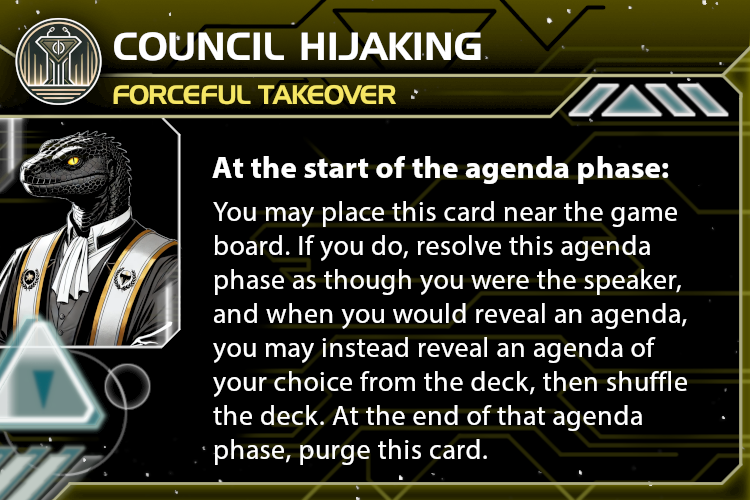 COUNCIL HIJAKING
FORCEFUL TAKEOVER
At the start of the agenda phase:
You may place this card near the game
board. If you do, resolve this agenda
phase as though you were the speaker,
and when you would reveal an agenda,
you may instead reveal an agenda of
your choice from the deck, then shuffle
the deck. At the end of that agenda
phase, purge this card.